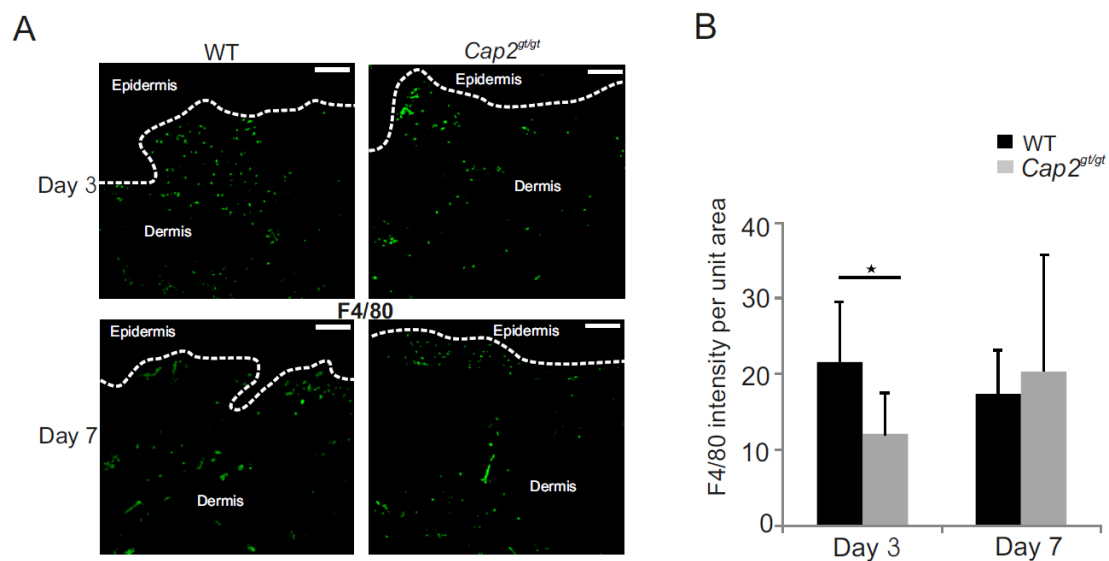 A
B
WT
Cap2gt/gt
Day 3
Epidermis
Dermis
Epidermis
Dermis
F4/80
Day 7
Epidermis
Dermis
Epidermis
Dermis
WT
Cap2gt/gt
F4/80 intensity per unit area
40
30
20
10
0
★
Day 3
Day 7